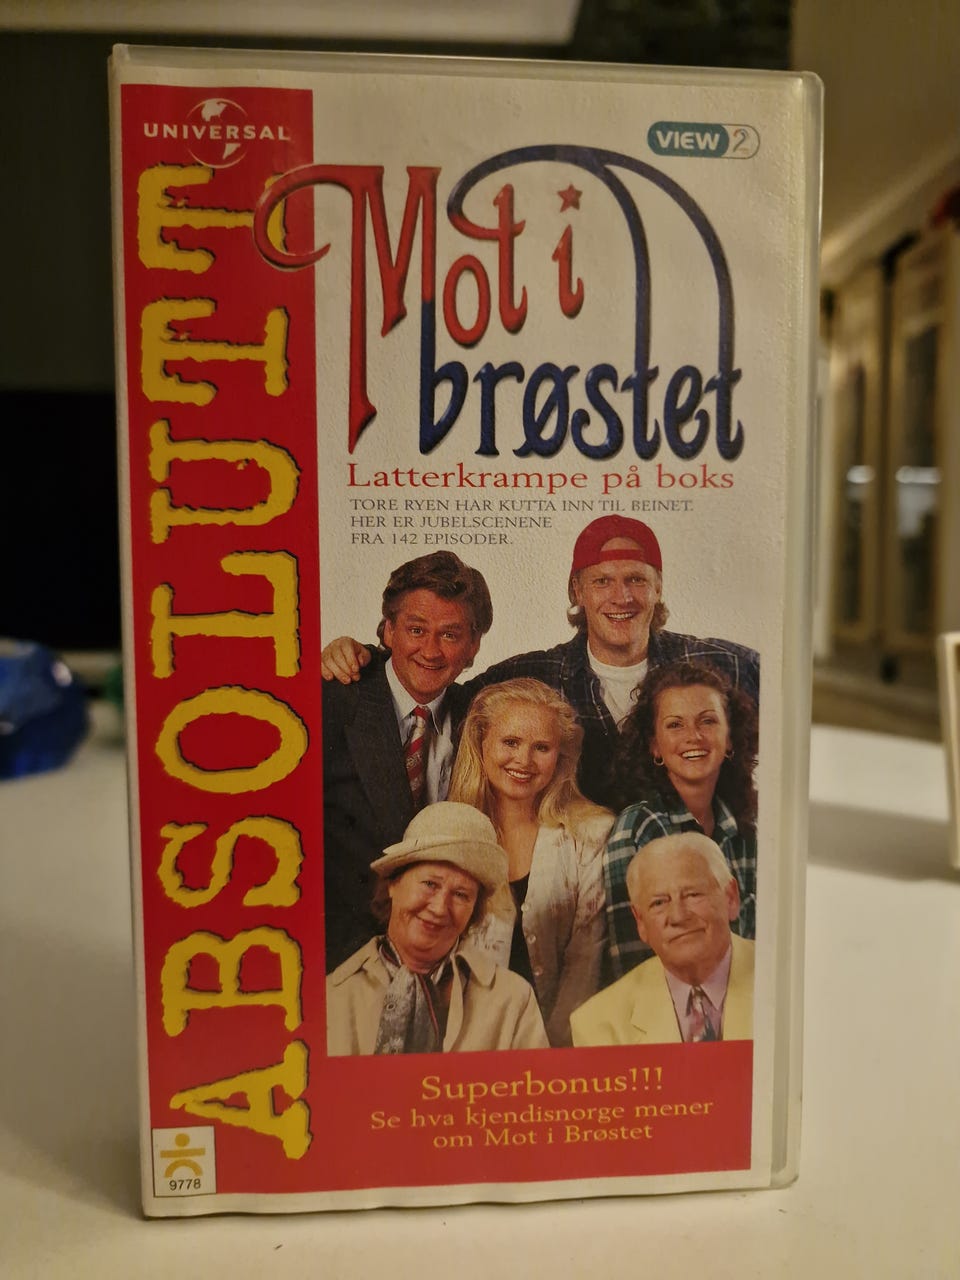 UNIVERSAL
VIEW 2
ABSOLUTT
Mot i
brøstet
Latterkrampe på boks
TORE RYEN HAR KUTTA INN TIL BEINET.
HER ER JUBELSCENENE
FRA 142 EPISODER.
Superbonus!!!
Se hva kjendisnorge mener
om Mot i Brøstet
9778